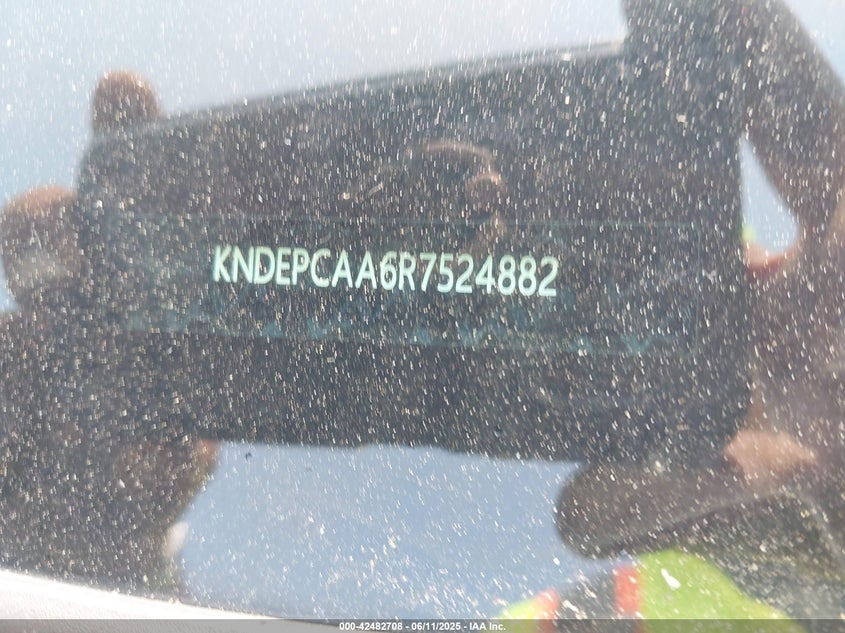 KNDEPCAA6R7524882
000-42482708 - 06/11/2025 - IAA Inc.